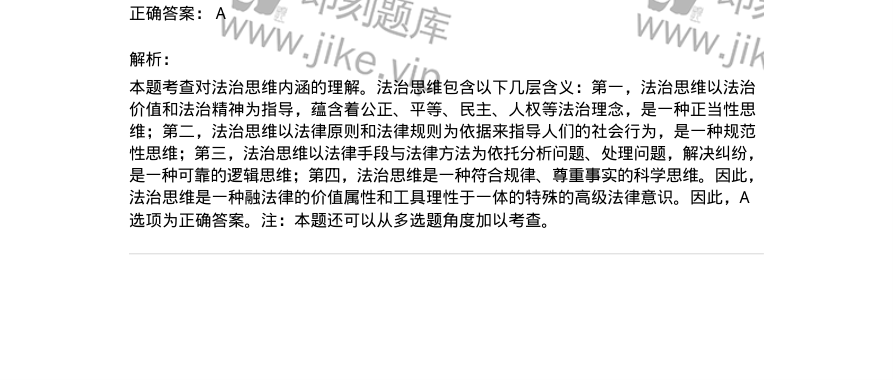 正确答案： A
即刻题库
www.jike.vip
www.jike
解析：
本题考查对法治思维内涵的理解。法治思维包含以下几层含义：第一，法治思维以法治
价值和法治精神为指导，蕴含着公正、平等、民主、人权等法治理念，是一种正当性思
维；第二，法治思维以法律原则和法律规则为依据来指导人们的社会行为，是一种规范
性思维；第三，法治思维以法律手段与法律方法为依托分析问题、处理问题，解决纠纷，
是一种可靠的逻辑思维；第四，法治思维是一种符合规律、尊重事实的科学思维。因此，
法治思维是一种融法律的价值属性和工具理性于一体的特殊的高级法律意识。因此，A
选项为正确答案。注：本题还可以从多选题角度加以考查。